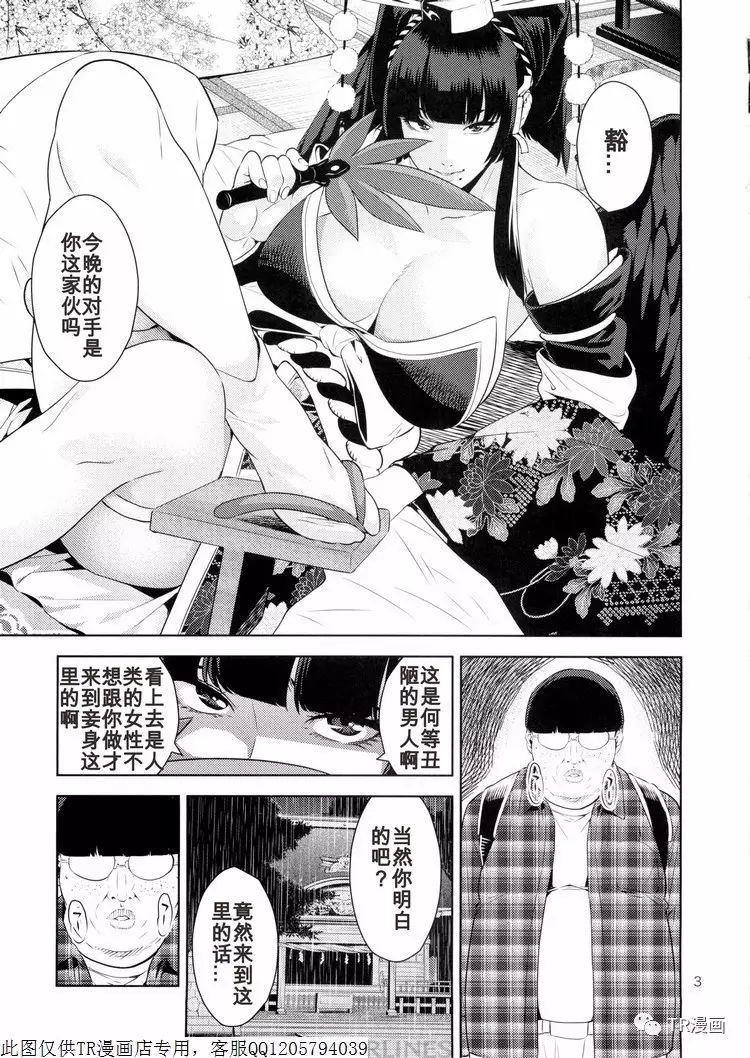 豁…
今晚的对手是
你这家伙吗
这是何等丑
陋的男人啊
看上去是人
类的女性不
想跟你做才
来到妾身这
里的啊
当然你明白
的吧？
竟然来到这
里的话…
3
TR漫画
此图仅供TR漫画店专用，客服QQ1205794039
RLINES